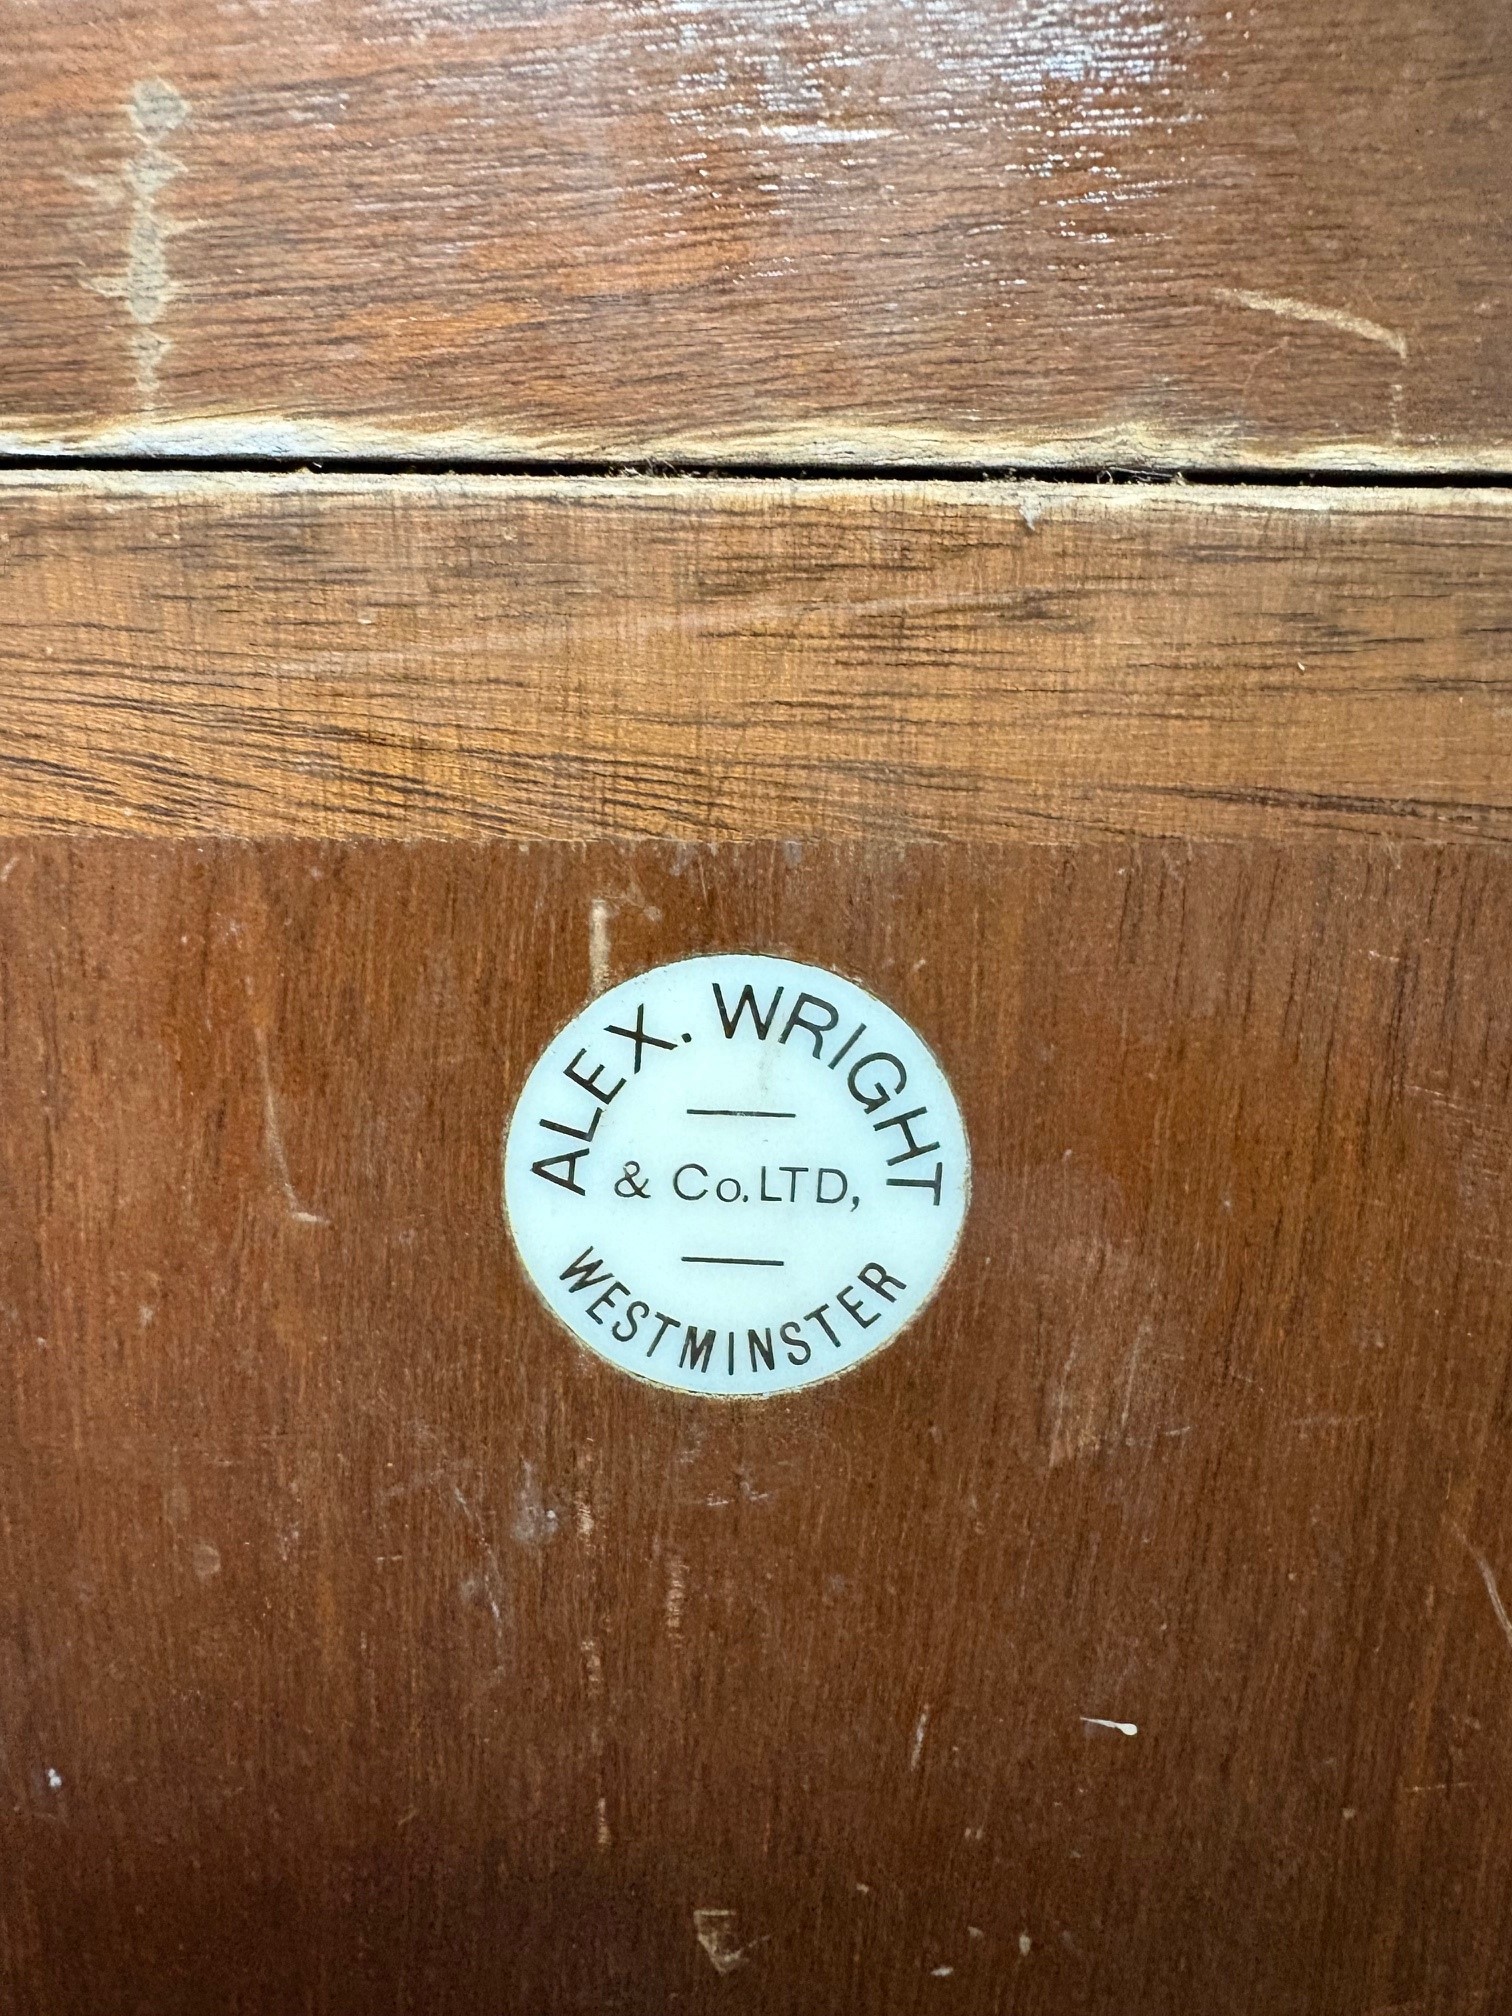 ALEX. WRIGHT
& Co. LTD,
WESTMINSTER